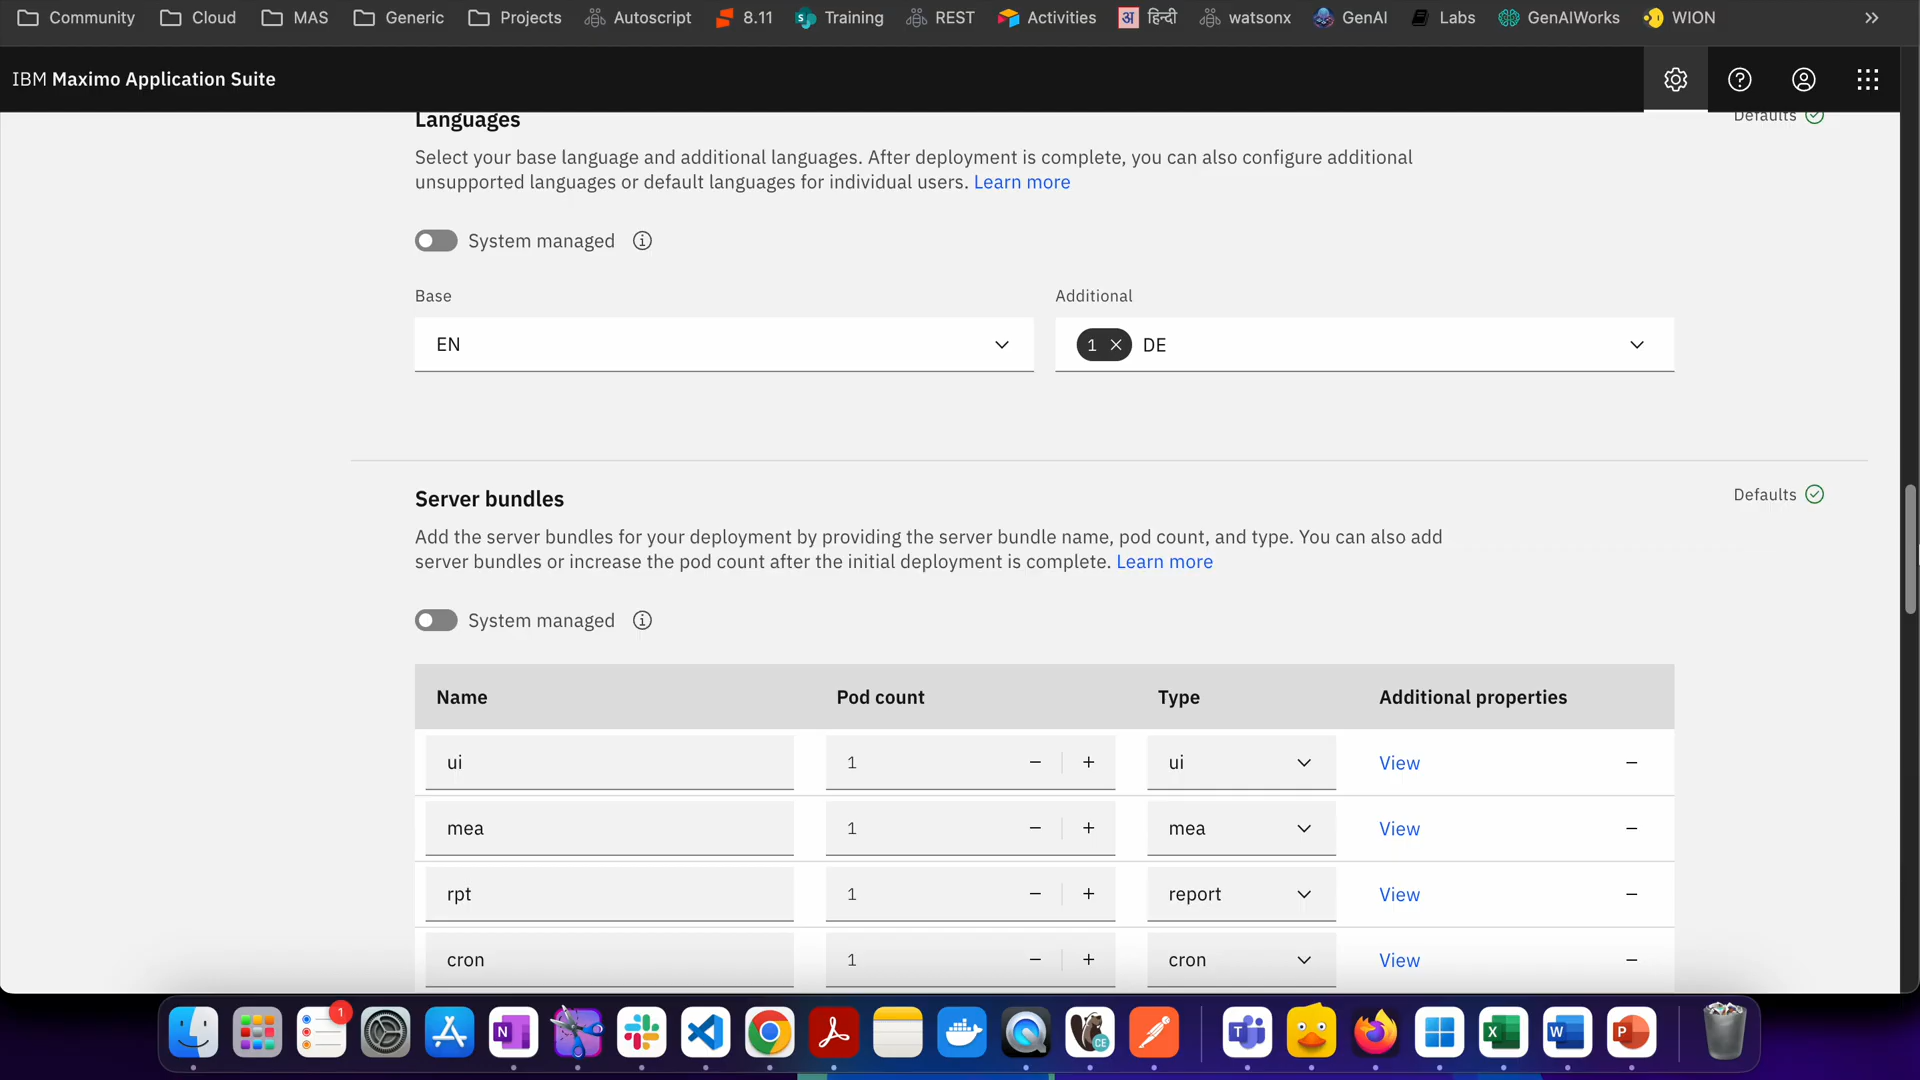 Community Cloud MAS Generic Projects Autoscript 8.11 Training REST Activities हिन्दी watsonx GenAI Labs GenAIWorks WION
IBM Maximo Application Suite
Languages
Defaults
Select your base language and additional languages. After deployment is complete, you can also configure additional
unsupported languages or default languages for individual users. Learn more
System managed
Base
Additional
EN
1 DE
Server bundles
Defaults
Add the server bundles for your deployment by providing the server bundle name, pod count, and type. You can also add
server bundles or increase the pod count after the initial deployment is complete. Learn more
System managed
Name Pod count Type Additional properties
ui 1 ui View
mea 1 mea View
rpt 1 report View
cron 1 cron View
1